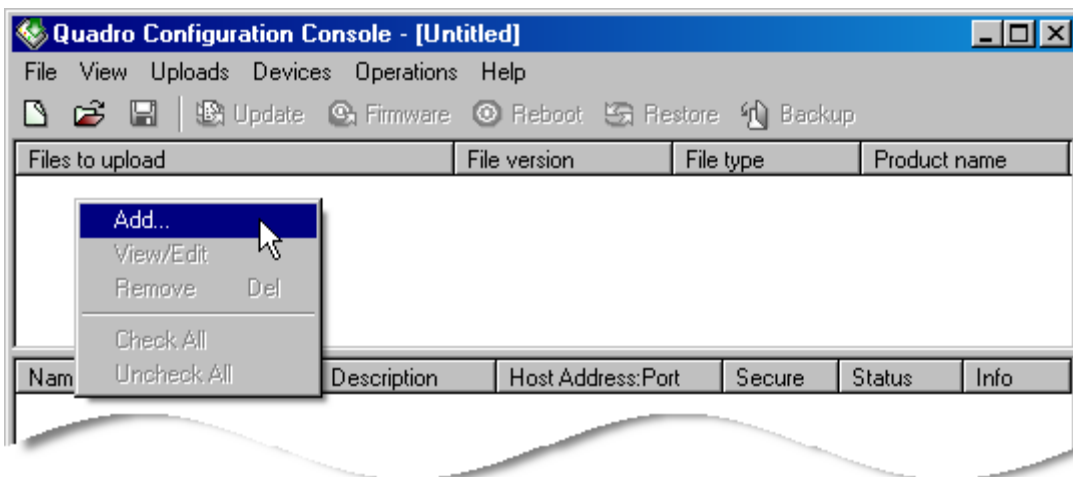 Quadro Configuration Console - [Untitled]
File View Uploads Devices Operations Help
Update Firmware Reboot Restore Backup
Files to upload File version File type Product name
Add...
View/Edit
Remove Del
Check All
Uncheck All
Nam Description Host Address:Port Secure Status Info